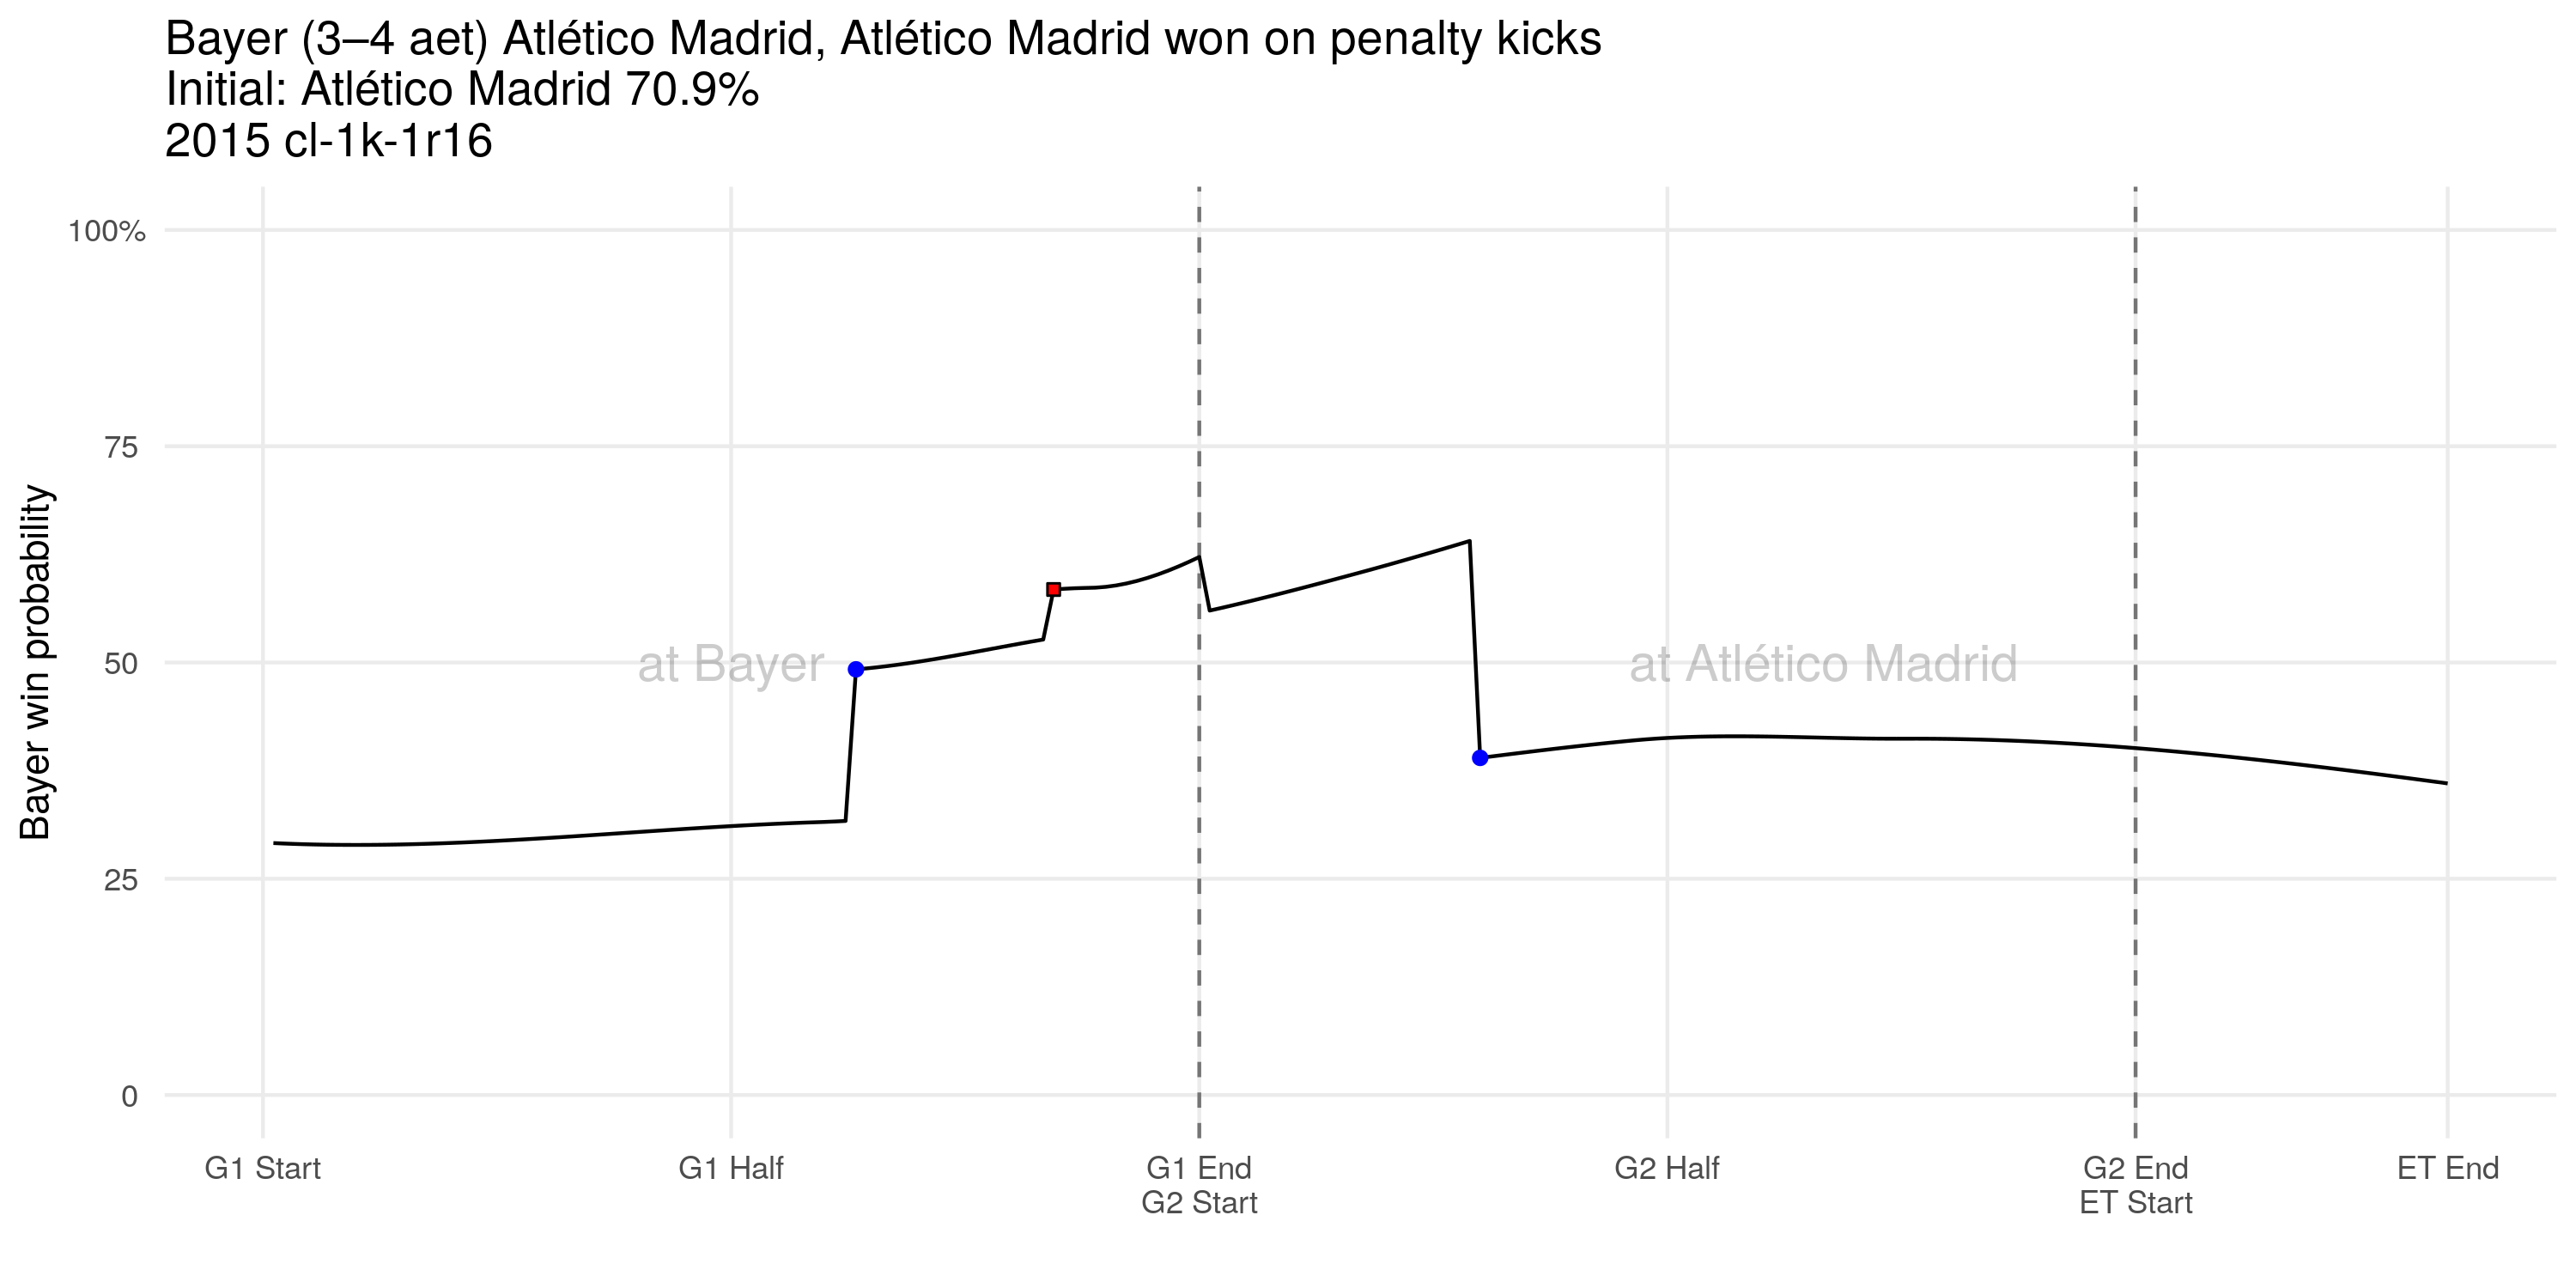 Bayer (3–4 aet) Atlético Madrid, Atlético Madrid won on penalty kicks
Initial: Atlético Madrid 70.9%
2015 cl-1k-1r16
Bayer win probability
100%
75
50
25
0
at Bayer
at Atlético Madrid
G1 Start
G1 Half
G1 End
G2 Start
G2 Half
G2 End
ET Start
ET End